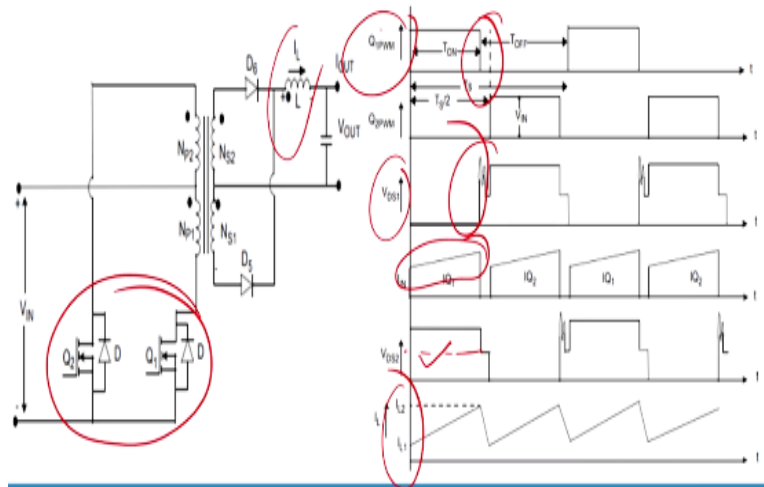 D6
IL
IOUT
+ L -
NP2
NS2
VOUT
+
NP1
NS1
D5
VIN
Q2
D
Q1
D
-
Q1PWM
TON
TOFF
t
TS
TS/2
Q2PWM
VIN
t
VDS1
t
IIN
IQ1
IQ2
IQ1
IQ2
t
VDS2
t
IL
IL2
IL1
t